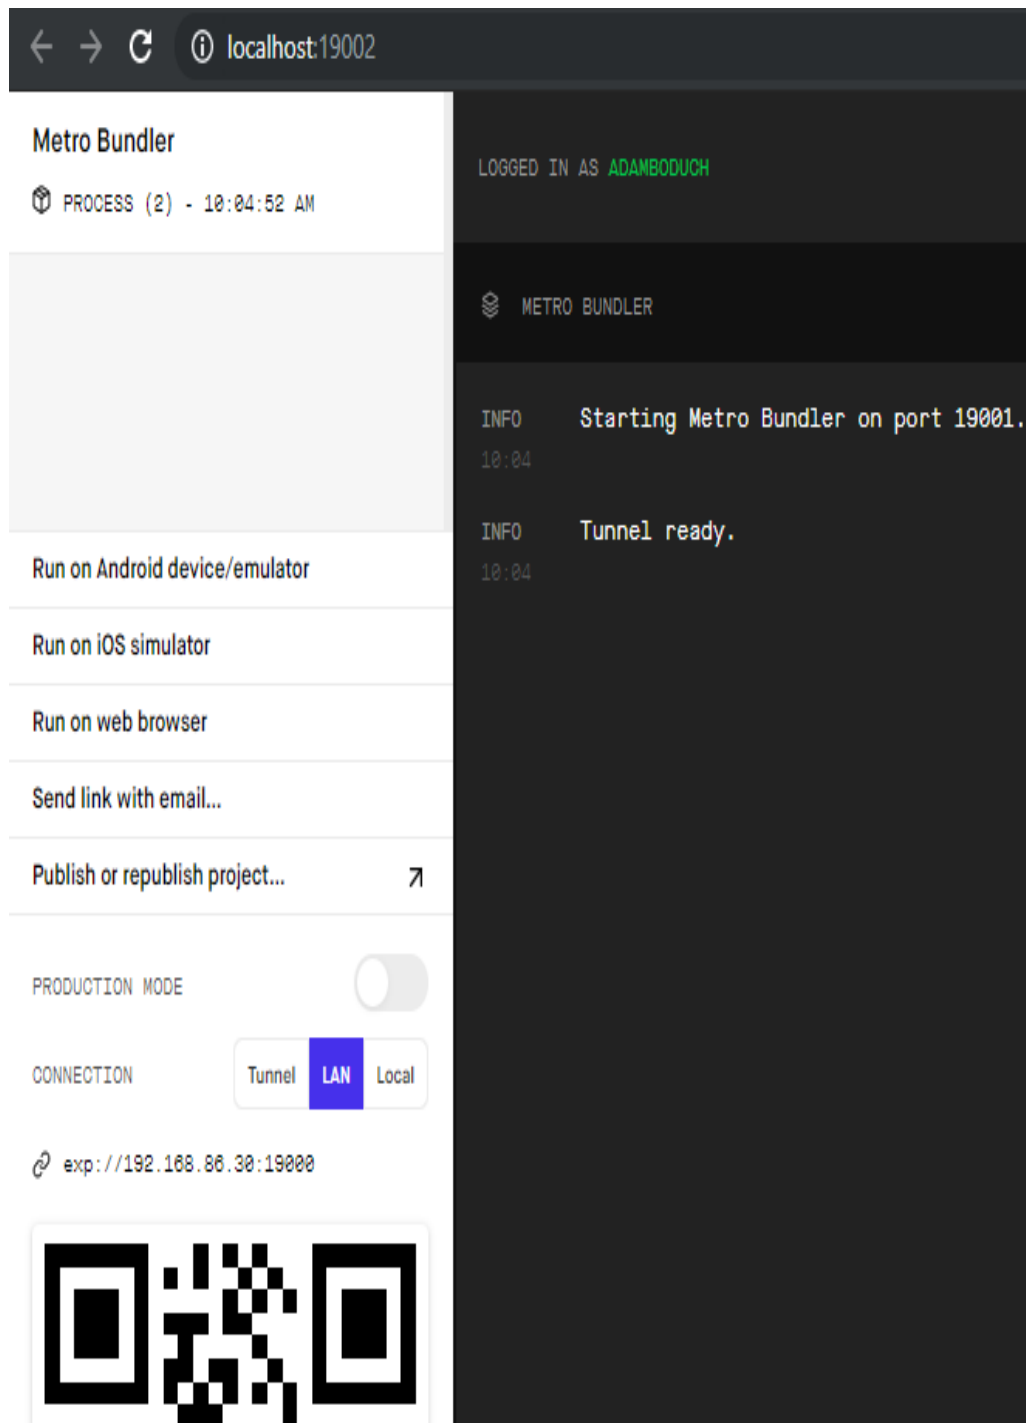 localhost:19002
Metro Bundler
PROCESS (2) - 10:04:52 AM
Run on Android device/emulator
Run on iOS simulator
Run on web browser
Send link with email...
Publish or republish project...
PRODUCTION MODE
CONNECTION Tunnel LAN Local
exp://192.168.86.30:19000
LOGGED IN AS ADAMBODUCH
METRO BUNDLER
INFO Starting Metro Bundler on port 19001.
10:04
INFO Tunnel ready.
10:04